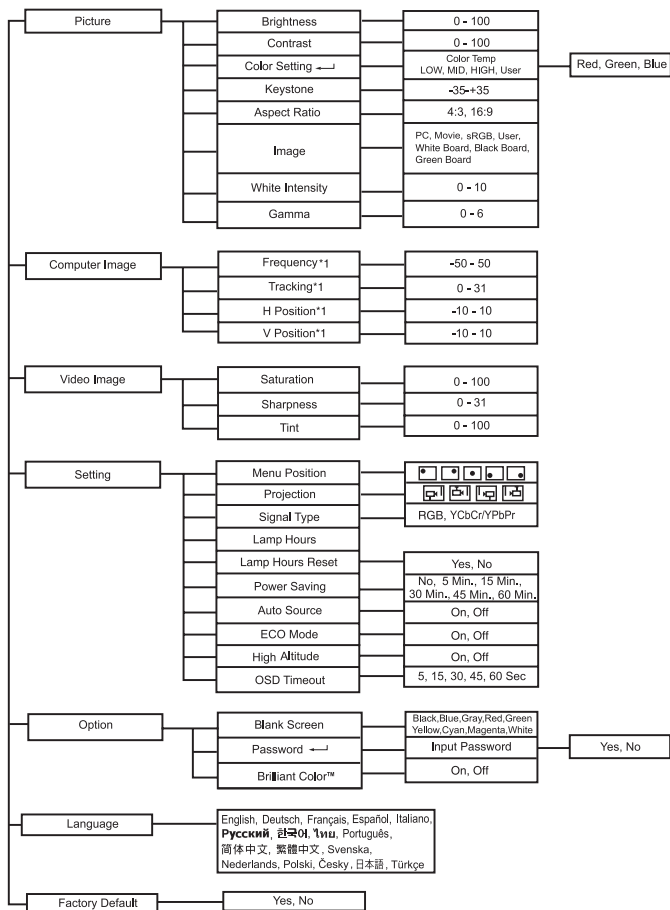 Picture
Brightness
0 - 100
Contrast
0 - 100
Color Setting
Color Temp
LOW, MID, HIGH, User
Red, Green, Blue
Keystone
-35-+35
Aspect Ratio
4:3, 16:9
Image
PC, Movie, sRGB, User,
White Board, Black Board,
Green Board
White Intensity
0 - 10
Gamma
0 - 6
Computer Image
Frequency*1
-50 - 50
Tracking*1
0 - 31
H Position*1
-10 - 10
V Position*1
-10 - 10
Video Image
Saturation
0 - 100
Sharpness
0 - 31
Tint
0 - 100
Setting
Menu Position
Projection
Signal Type
RGB, YCbCr/YPbPr
Lamp Hours
Lamp Hours Reset
Yes, No
Power Saving
No, 5 Min., 15 Min.,
30 Min., 45 Min., 60 Min.
Auto Source
On, Off
ECO Mode
On, Off
High Altitude
On, Off
OSD Timeout
5, 15, 30, 45, 60 Sec
Option
Blank Screen
Black,Blue,Gray,Red,Green
Yellow,Cyan,Magenta,White
Password
Input Password
Yes, No
Brilliant Color™
On, Off
Language
English, Deutsch, Français, Español, Italiano,
Русский, 한국어, ไทย, Português,
简体中文, 繁體中文, Svenska,
Nederlands, Polski, Česky, 日本語, Türkçe
Factory Default
Yes, No